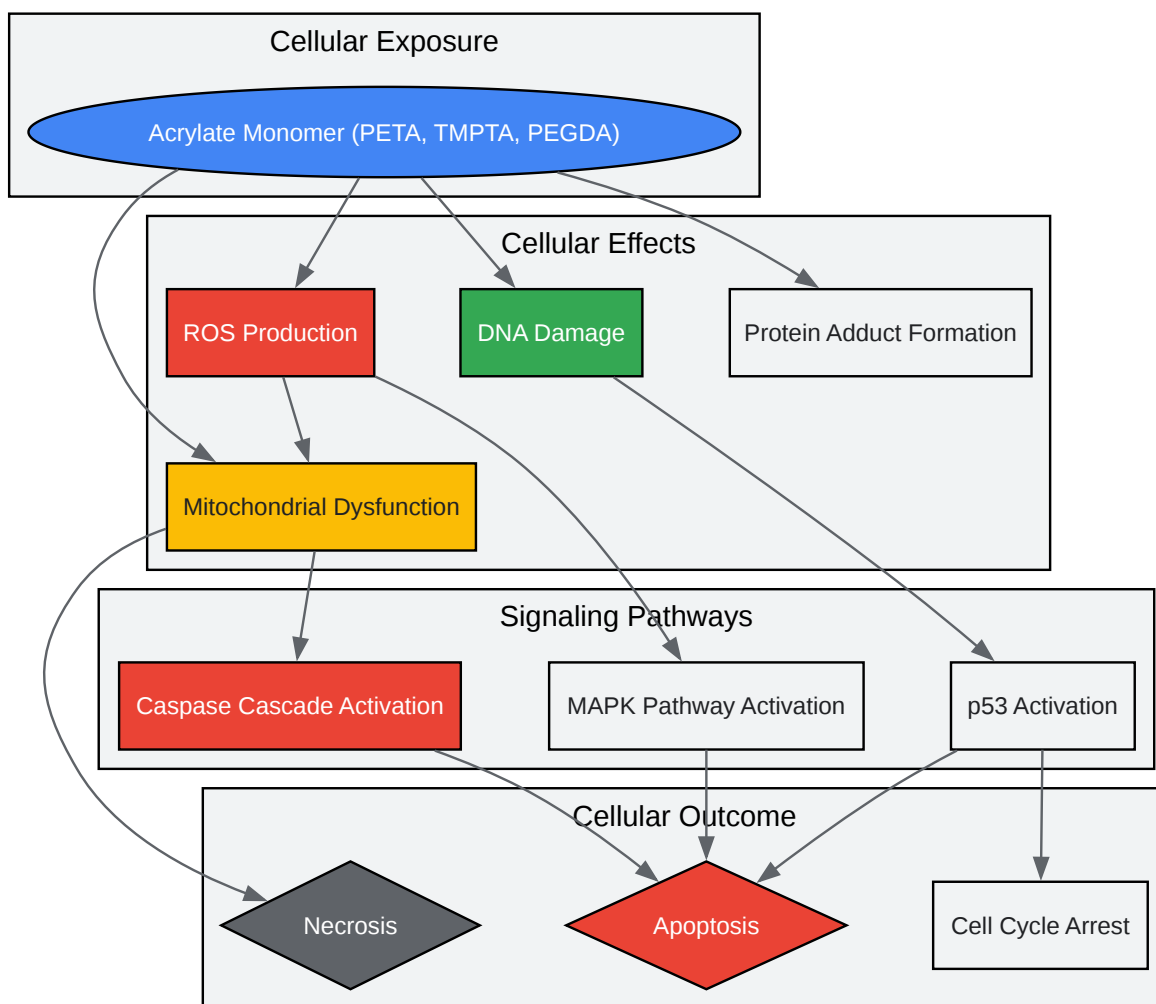 Cellular Exposure
Acrylate Monomer (PETA, TMPTA, PEGDA)
Cellular Effects
ROS Production
DNA Damage
Protein Adduct Formation
Mitochondrial Dysfunction
Signaling Pathways
Caspase Cascade Activation
MAPK Pathway Activation
p53 Activation
Cellular Outcome
Necrosis
Apoptosis
Cell Cycle Arrest